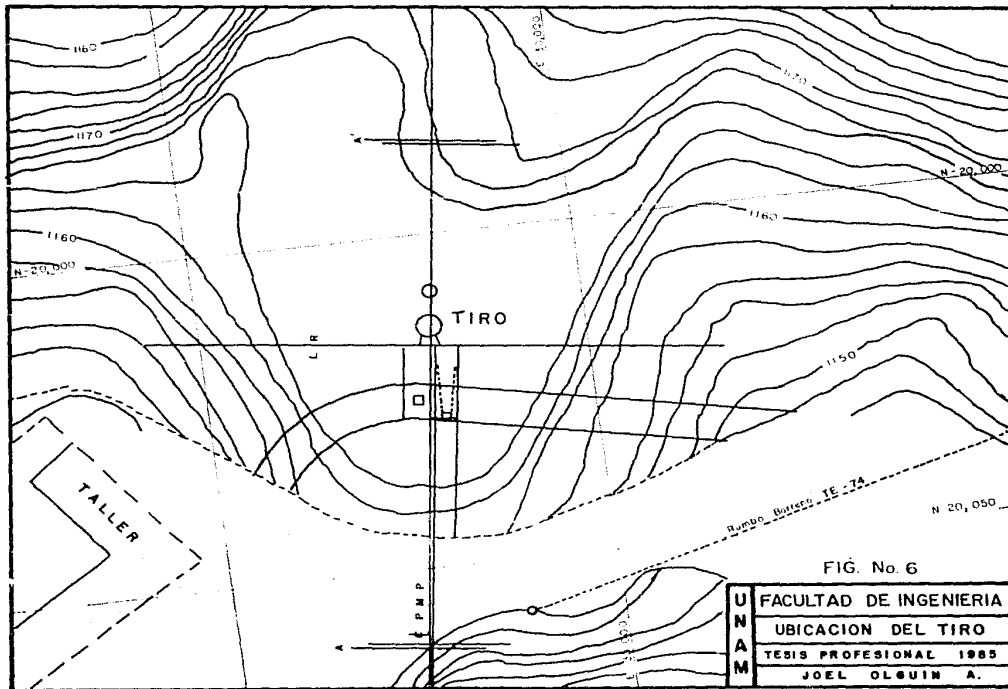 1160
1170
1170
A'
N-20,000
1160
1160
N-20,000
TIRO
L R
1150
TALLER
Rumbo Barreno TE-74
N 20,050
FIG. No. 6
A
UNAM
FACULTAD DE INGENIERIA
UBICACION DEL TIRO
TESIS PROFESIONAL 1985
JOEL OLGUIN A.